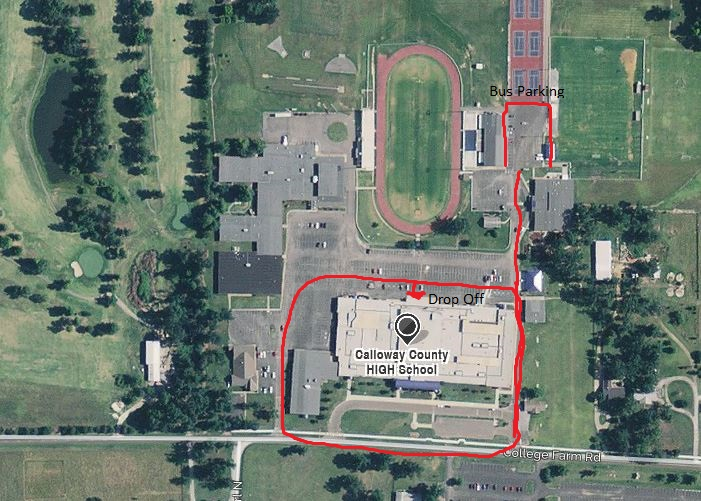 Bus Parking
Drop Off
Calloway County
HIGH School
College Farm Rd